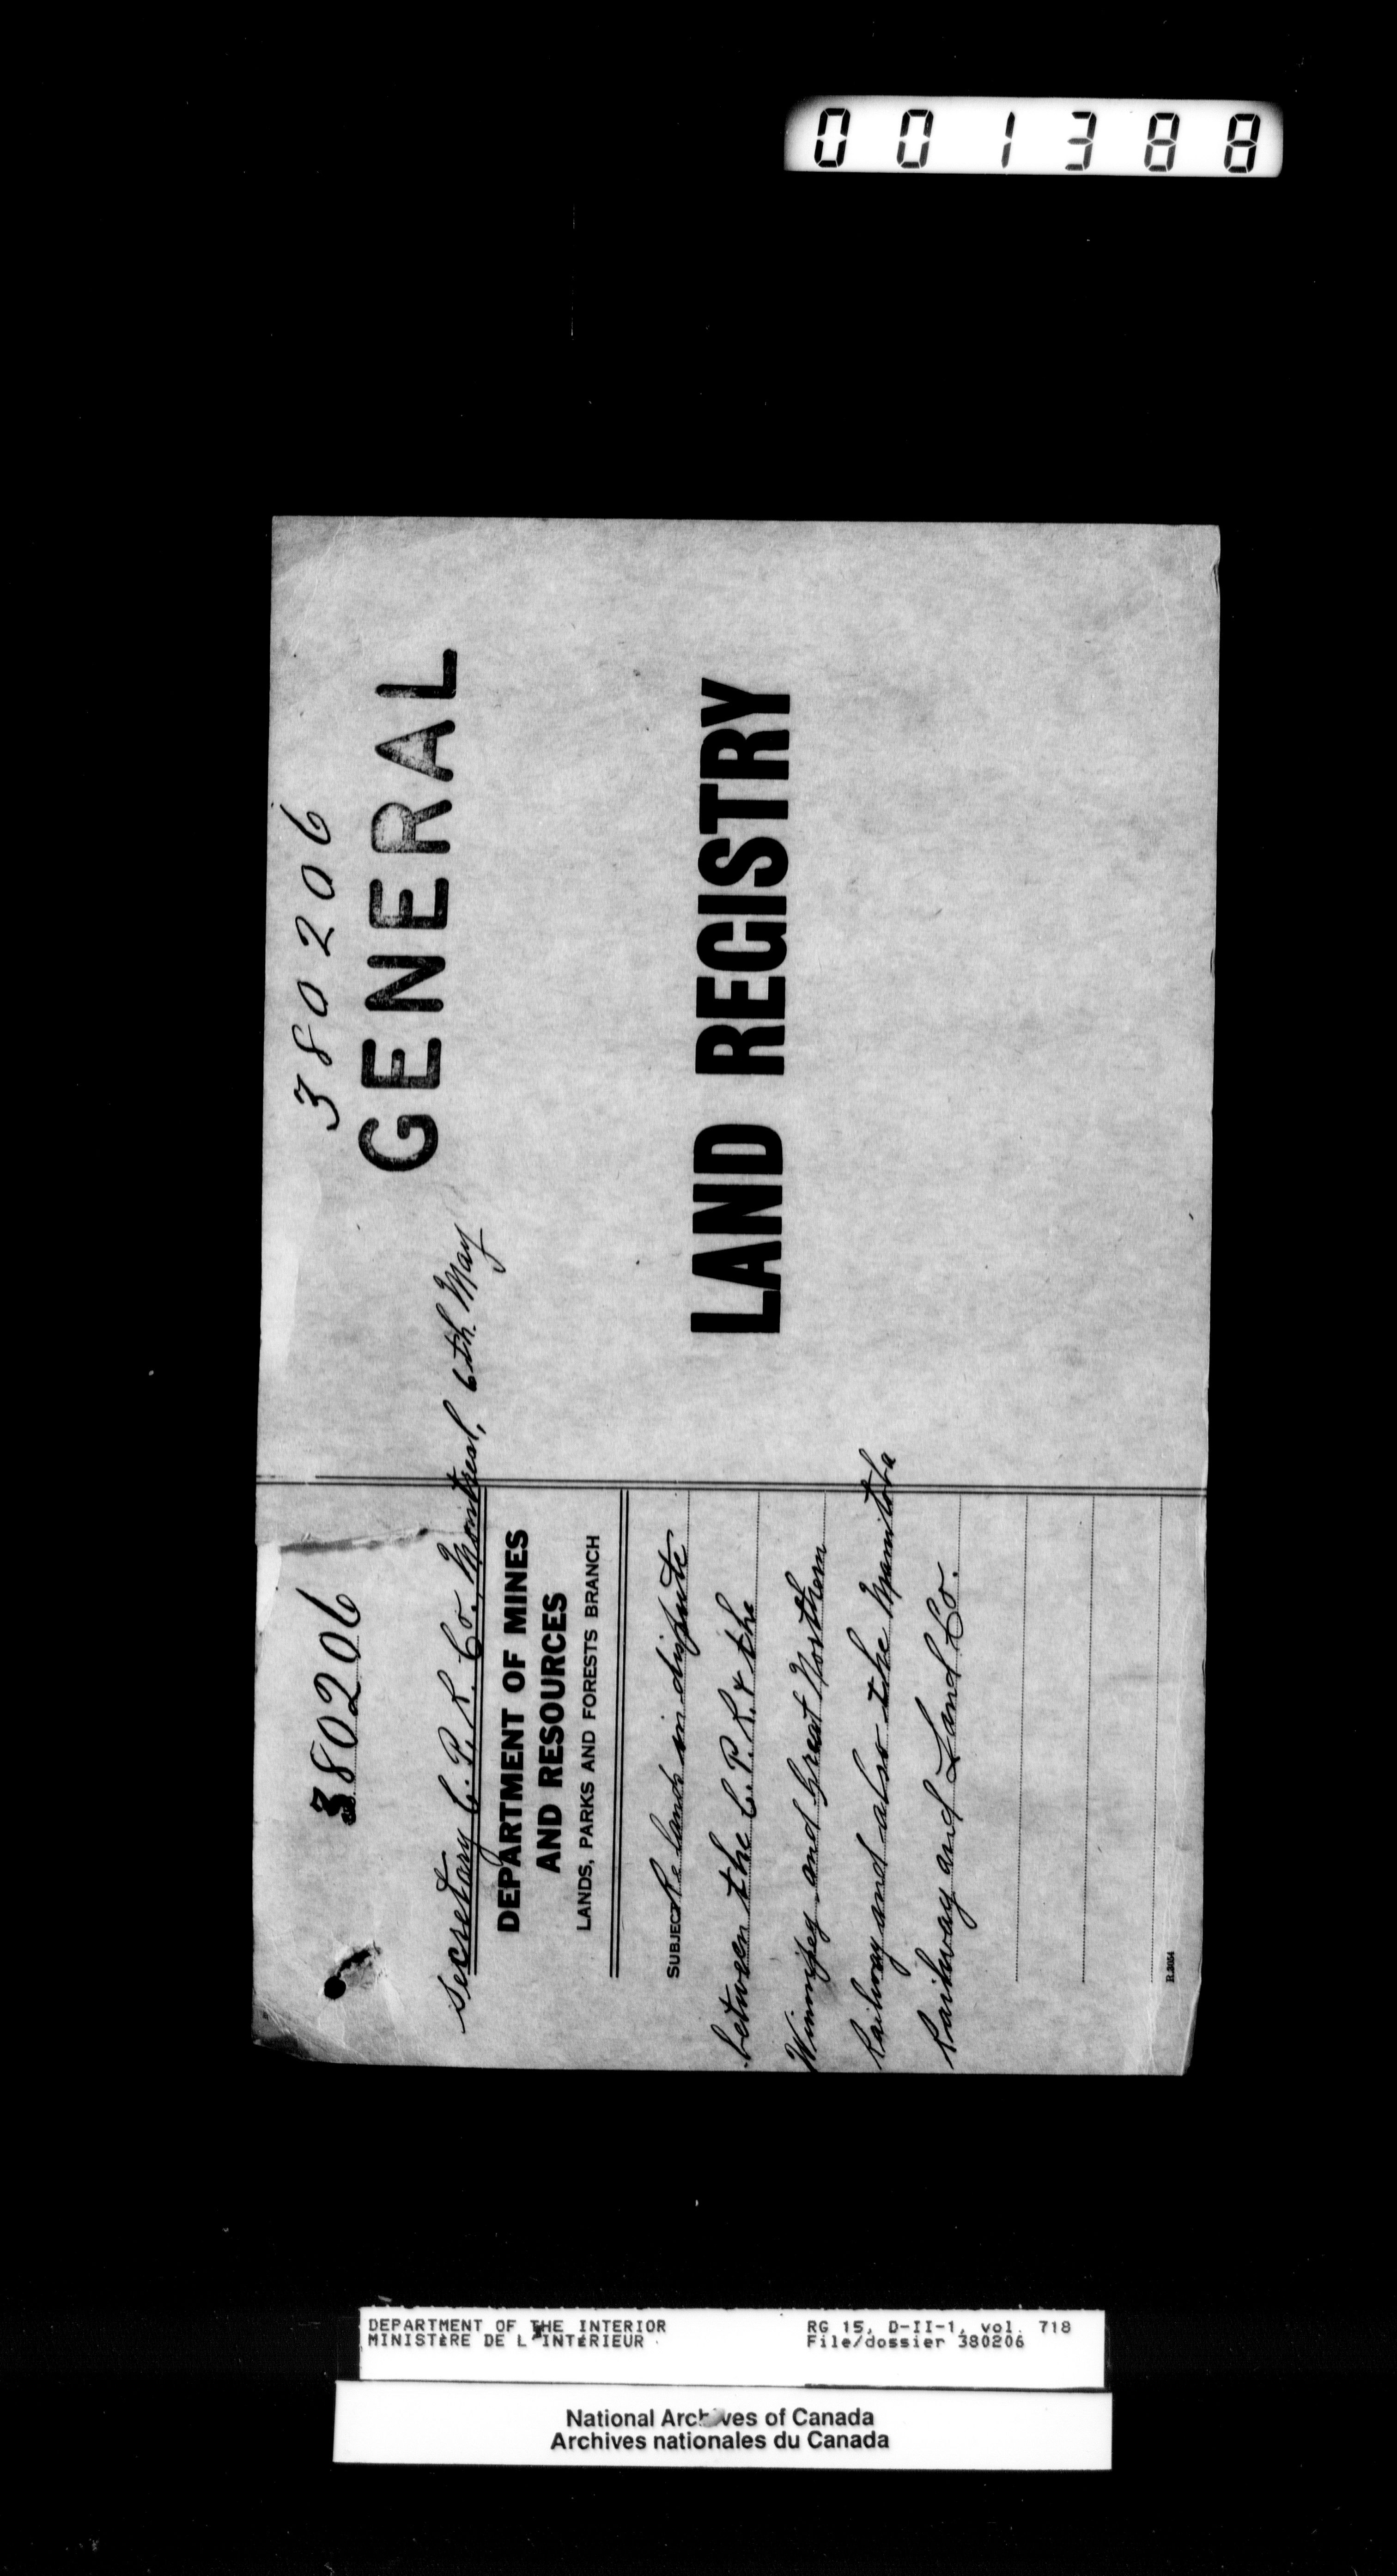 001388
380206
GENERAL
LAND REGISTRY
380206
Secretary C.P.R. Co. Montreal, 6th. May
DEPARTMENT OF MINES
AND RESOURCES
LANDS, PARKS AND FORESTS BRANCH
SUBJECT Re lands in dispute
between the C.P.R. & the
Winnipeg and Great Northern
Railway and also the Manitoba
Railway and Land Co.
R.3054
DEPARTMENT OF THE INTERIOR
MINISTÈRE DE L'INTÉRIEUR
RG 15, D-II-1, vol. 718
File/dossier 380206
National Archives of Canada
Archives nationales du Canada